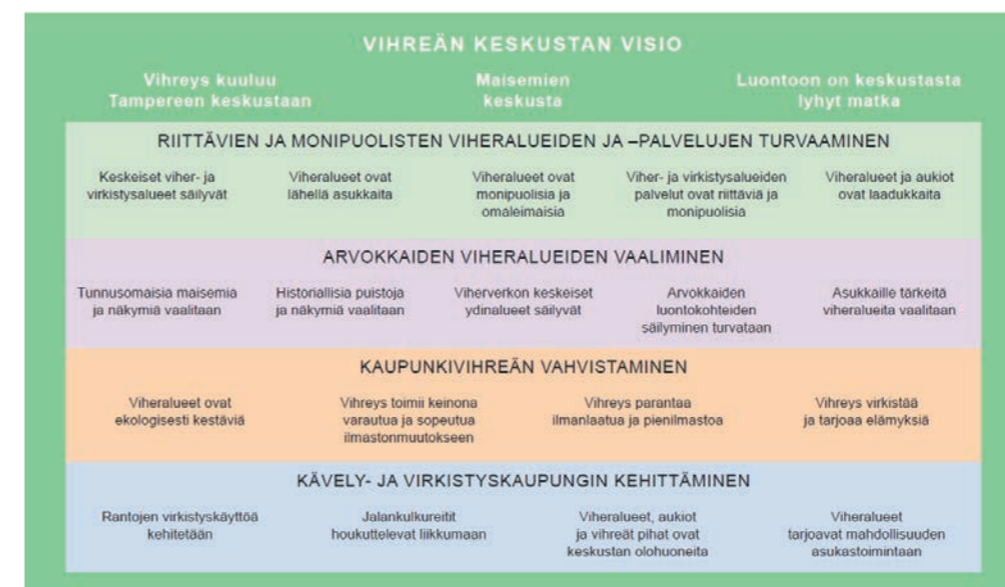 VIHREÄN KESKUSTAN VISIO
Vihreys kuuluu
Tampereen keskustaan
Maisemien
keskusta
Luontoon on keskustasta
lyhyt matka
RIITTÄVIEN JA MONIPUOLISTEN VIHERALUEIDEN JA –PALVELUJEN TURVAAMINEN
Keskeiset viher- ja
virkistysalueet säilyvät
Viheralueet ovat
lähellä asukkaita
Viheralueet ovat
monipuolisia ja
omaleimaisia
Viher- ja virkistysalueiden
palvelut ovat riittäviä ja
monipuolisia
Viheralueet ja aukiot
ovat laadukkaita
ARVOKKAIDEN VIHERALUEIDEN VAALIMINEN
Tunnusomaisia maisemia
ja näkymiä vaalitaan
Historiallisia puistoja
ja näkymiä vaalitaan
Viherverkon keskeiset
ydinalueet säilyvät
Arvokkaiden
luontokohteiden
säilyminen turvataan
Asukkaille tärkeitä
viheralueita vaalitaan
KAUPUNKIVIHREÄN VAHVISTAMINEN
Viheralueet ovat
ekologisesti kestäviä
Vihreys toimii keinona
varautua ja sopeutua
ilmastonmuutokseen
Vihreys parantaa
ilmanlaatua ja pienilmastoa
Vihreys virkistää
ja tarjoaa elämyksiä
KÄVELY- JA VIRKISTYSKAUPUNGIN KEHITTÄMINEN
Rantojen virkistyskäyttöä
kehitetään
Jalankulkureitit
houkuttelevat liikkumaan
Viheralueet, aukiot
ja vihreät pihat ovat
keskustan olohuoneita
Viheralueet
tarjoavat mahdollisuuden
asukastoimintaan